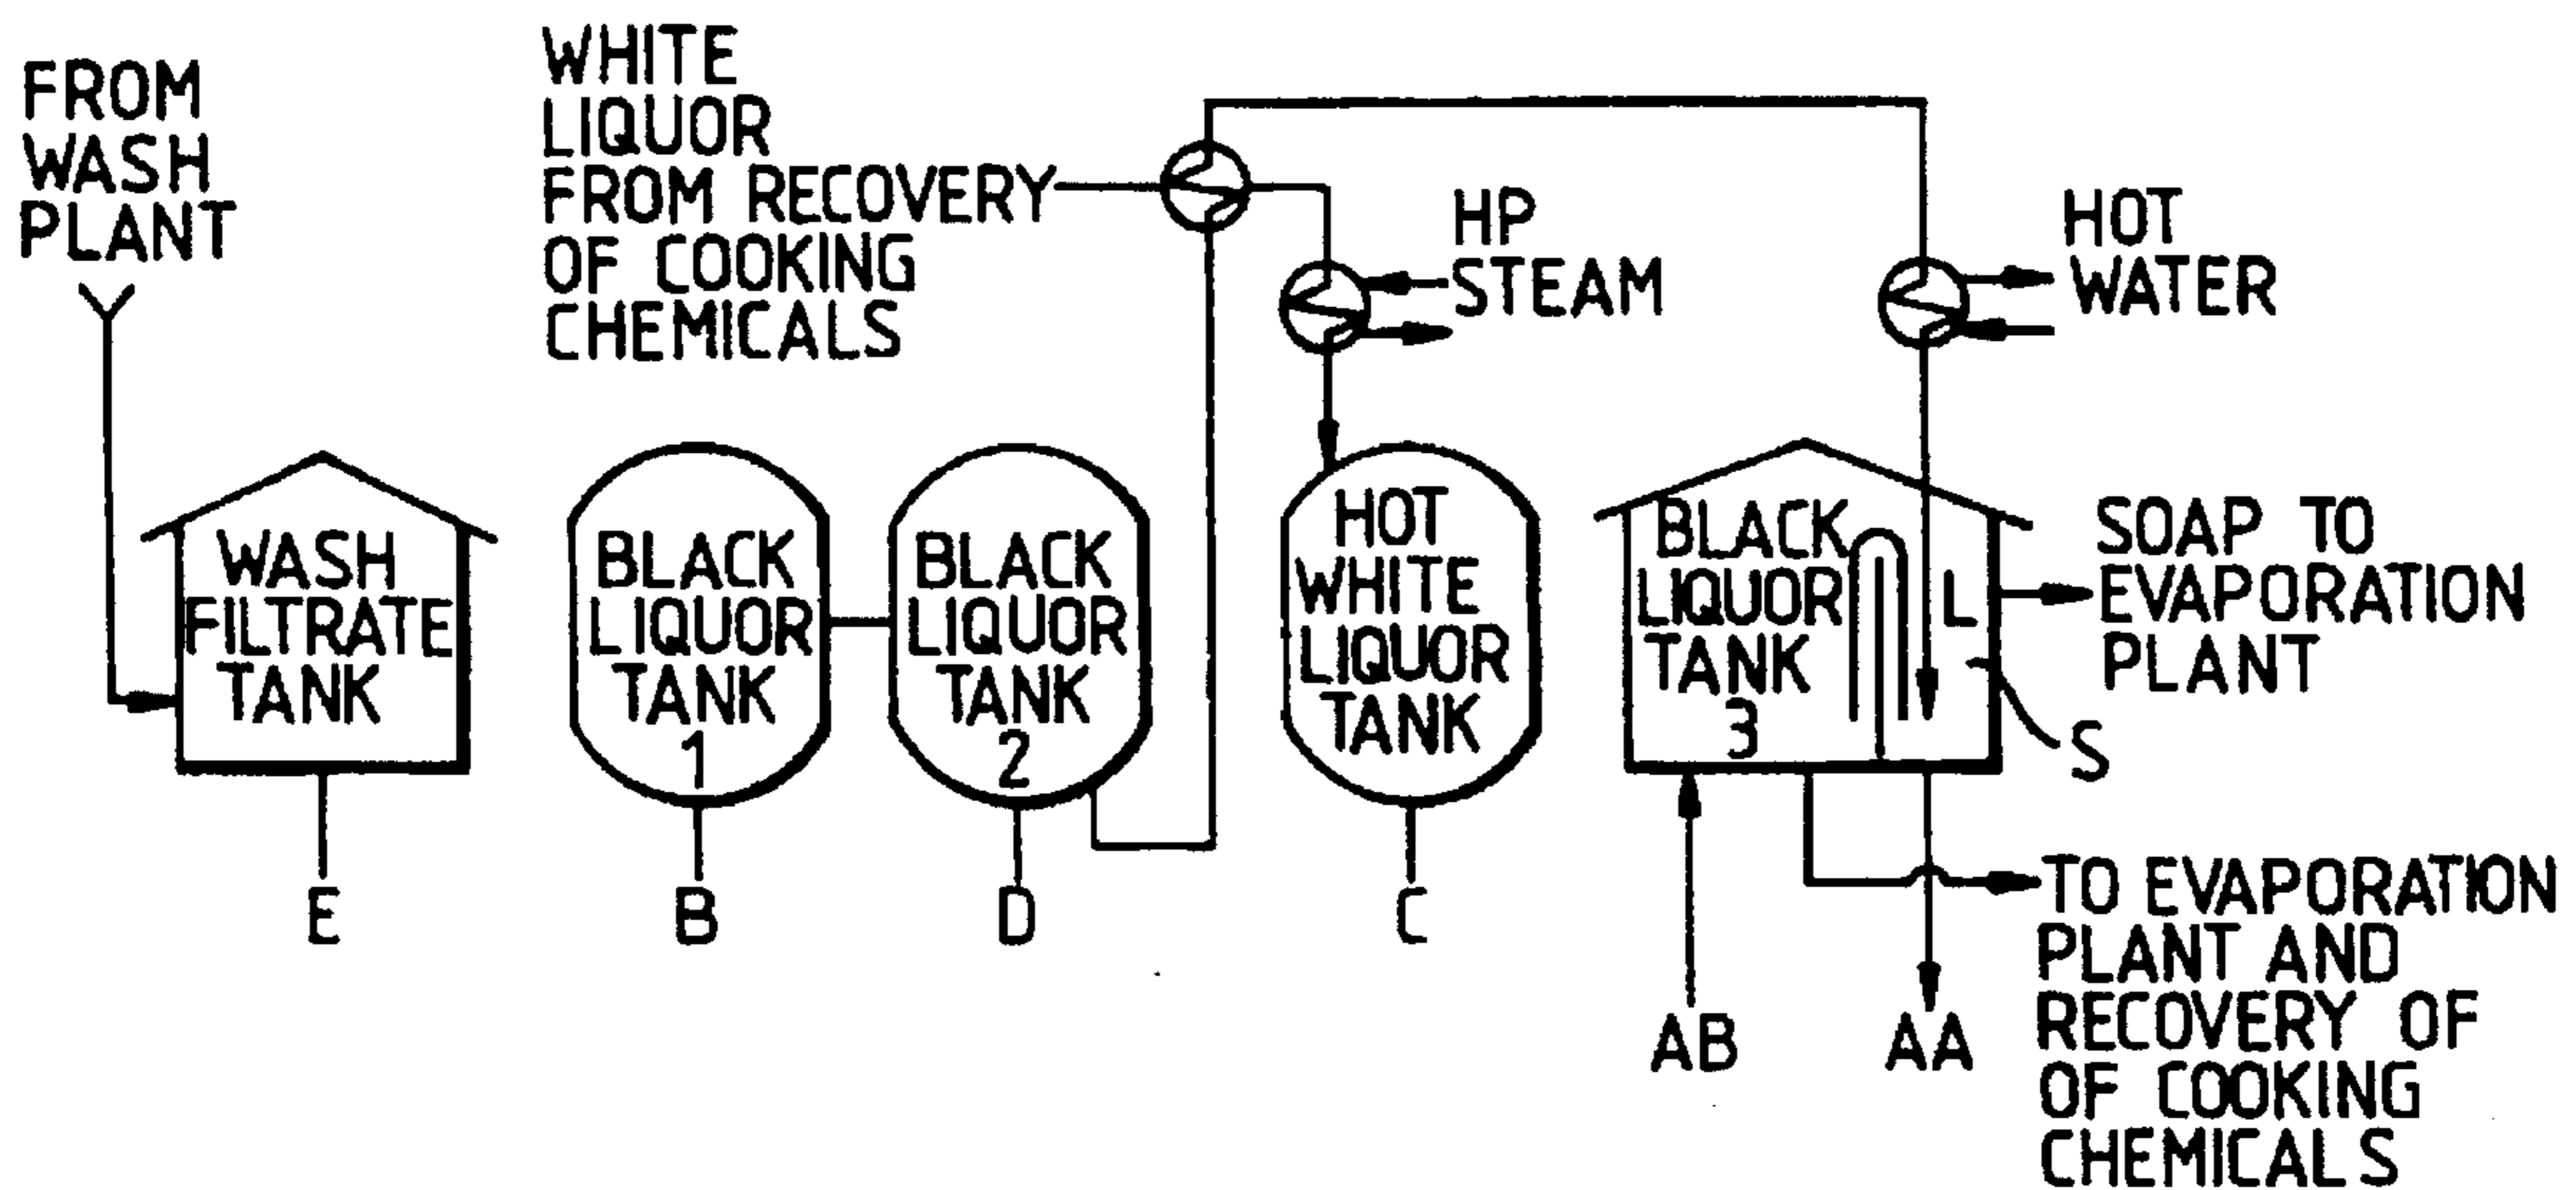 FROM
WASH
PLANT
WHITE
LIQUOR
FROM RECOVERY
OF COOKING
CHEMICALS
HP
STEAM
HOT
WATER
WASH
FILTRATE
TANK
BLACK
LIQUOR
TANK
1
BLACK
LIQUOR
TANK
2
HOT
WHITE
LIQUOR
TANK
BLACK
LIQUOR
TANK
3
L
SOAP TO
EVAPORATION
PLANT
S
E
B
D
C
AB
AA
TO EVAPORATION
PLANT AND
RECOVERY OF
OF COOKING
CHEMICALS